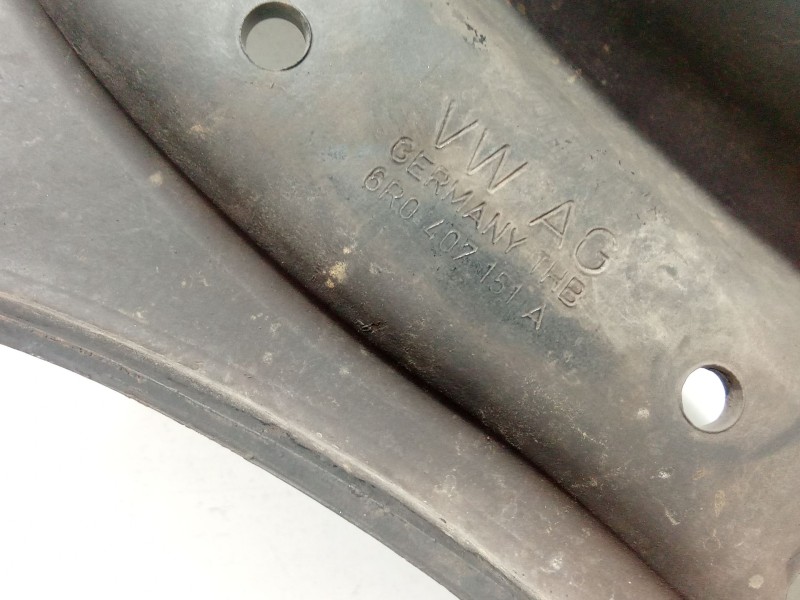 VW AG
GERMANY THB
6R0 407 151 A